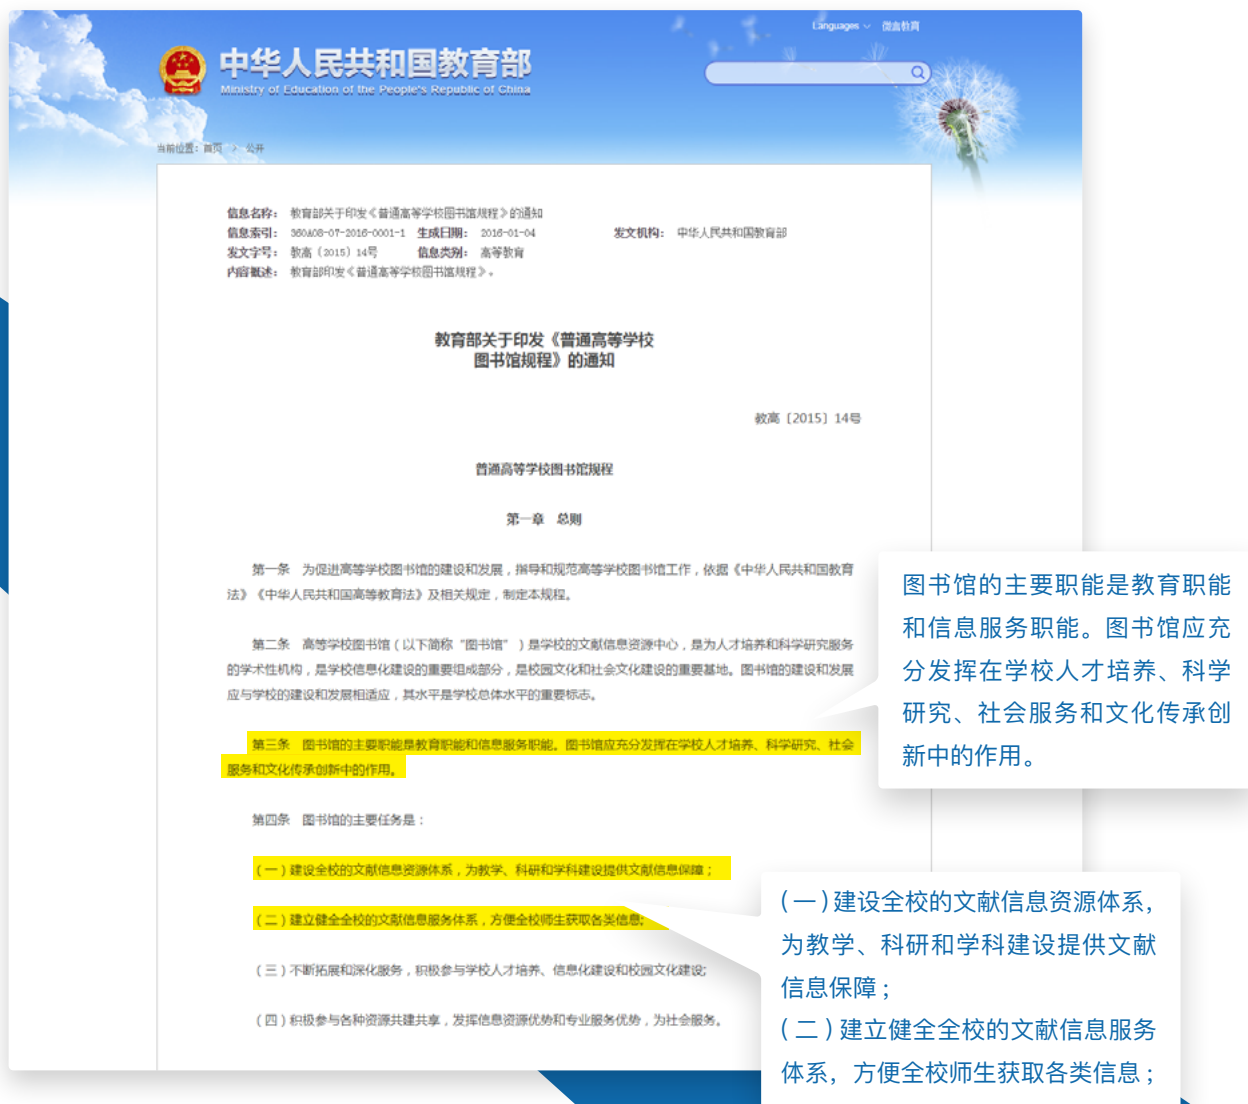 Languages 微言教育
中华人民共和国教育部
Ministry of Education of the People's Republic of China
当前位置：首页 > 公开
信息名称： 教育部关于印发《普通高等学校图书馆规程》的通知
信息索引： 360A08-07-2016-0001-1 生成日期： 2016-01-04 发文机构： 中华人民共和国教育部
发文字号： 教高〔2015〕14号 信息类别： 高等教育
内容概述： 教育部印发《普通高等学校图书馆规程》。
教育部关于印发《普通高等学校
图书馆规程》的通知
教高〔2015〕14号
普通高等学校图书馆规程
第一章 总则
第一条 为促进高等学校图书馆的建设和发展，指导和规范高等学校图书馆工作，依据《中华人民共和国教育
法》《中华人民共和国高等教育法》及相关规定，制定本规程。
第二条 高等学校图书馆（以下简称“图书馆”）是学校的文献信息资源中心，是为人才培养和科学研究服务
的学术性机构，是学校信息化建设的重要组成部分，是校园文化和社会文化建设的重要基地。图书馆的建设和发展
应与学校的建设和发展相适应，其水平是学校总体水平的重要标志。
第三条 图书馆的主要职能是教育职能和信息服务职能。图书馆应充分发挥在学校人才培养、科学研究、社会
服务和文化传承创新中的作用。
第四条 图书馆的主要任务是：
（一）建设全校的文献信息资源体系，为教学、科研和学科建设提供文献信息保障；
（二）建立健全全校的文献信息服务体系，方便全校师生获取各类信息;
（三）不断拓展和深化服务，积极参与学校人才培养、信息化建设和校园文化建设;
（四）积极参与各种资源共建共享，发挥信息资源优势和专业服务优势，为社会服务。
图书馆的主要职能是教育职能
和信息服务职能。图书馆应充
分发挥在学校人才培养、科学
研究、社会服务和文化传承创
新中的作用。
（一）建设全校的文献信息资源体系，
为教学、科研和学科建设提供文献
信息保障；
（二）建立健全全校的文献信息服务
体系，方便全校师生获取各类信息；